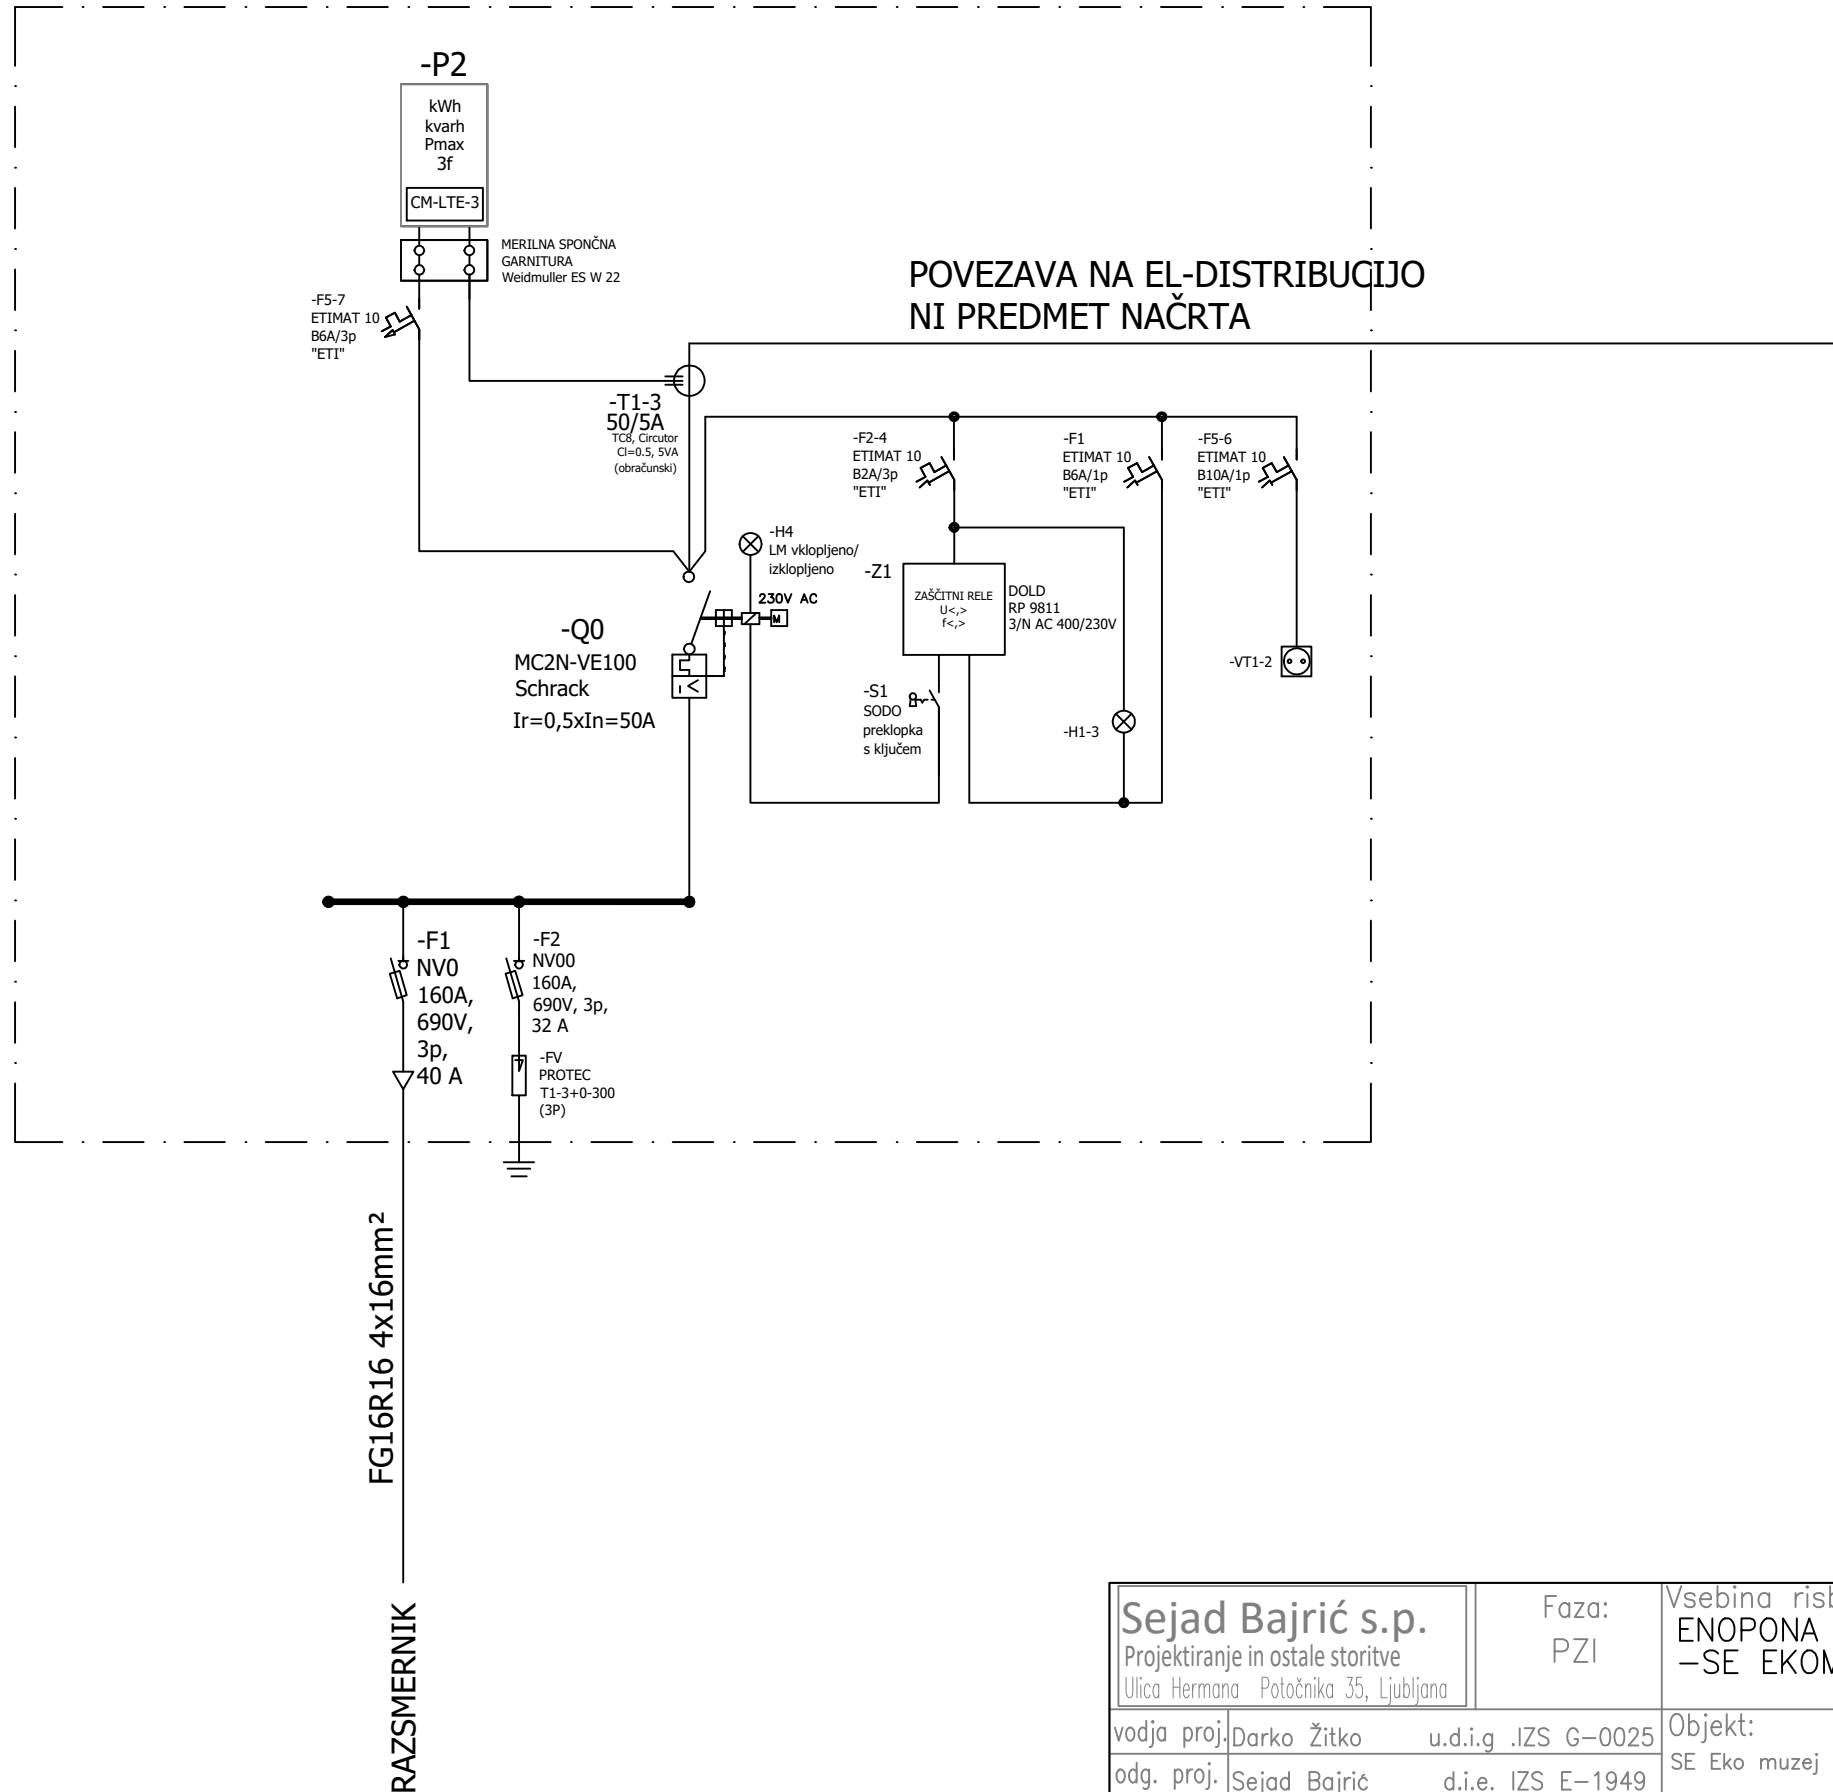 -P2
kWh
kvarh
Pmax
3f
CM-LTE-3
MERILNA SPONČNA
GARNITURA
Weidmuller ES W 22
-F5-7
ETIMAT 10
B6A/3p
"ETI"
POVEZAVA NA EL-DISTRIBUCIJO
NI PREDMET NAČRTA
-T1-3
50/5A
TC8, Circutor
Cl=0.5, 5VA
(obračunski)
-F2-4
ETIMAT 10
B2A/3p
"ETI"
-F1
ETIMAT 10
B6A/1p
"ETI"
-F5-6
ETIMAT 10
B10A/1p
"ETI"
-H4
LM vklopljeno/
izklopljeno
230V AC
M
-Z1
ZAŠČITNI RELE
U<,>
f<,>
DOLD
RP 9811
3/N AC 400/230V
-Q0
MC2N-VE100
Schrack
Ir=0,5xIn=50A
I <
-S1
SODO
preklopka
s ključem
-H1-3
-VT1-2
-F1
NV0
160A,
690V,
3p,
40 A
-F2
NV00
160A,
690V, 3p,
32 A
-FV
PROTEC
T1-3+0-300
(3P)
FG16R16 4x16mm²
RAZSMERNIK
Sejad Bajrić s.p.
Projektiranje in ostale storitve
Ulica Hermana Potočnika 35, Ljubljana
Faza:
PZI
Vsebina risb
ENOPONA
-SE EKOM
vodja proj. Darko Žitko u.d.i.g .IZS G-0025
Objekt:
SE Eko muzej
odg. proj. Sejad Bajrić d.i.e. IZS E-1949